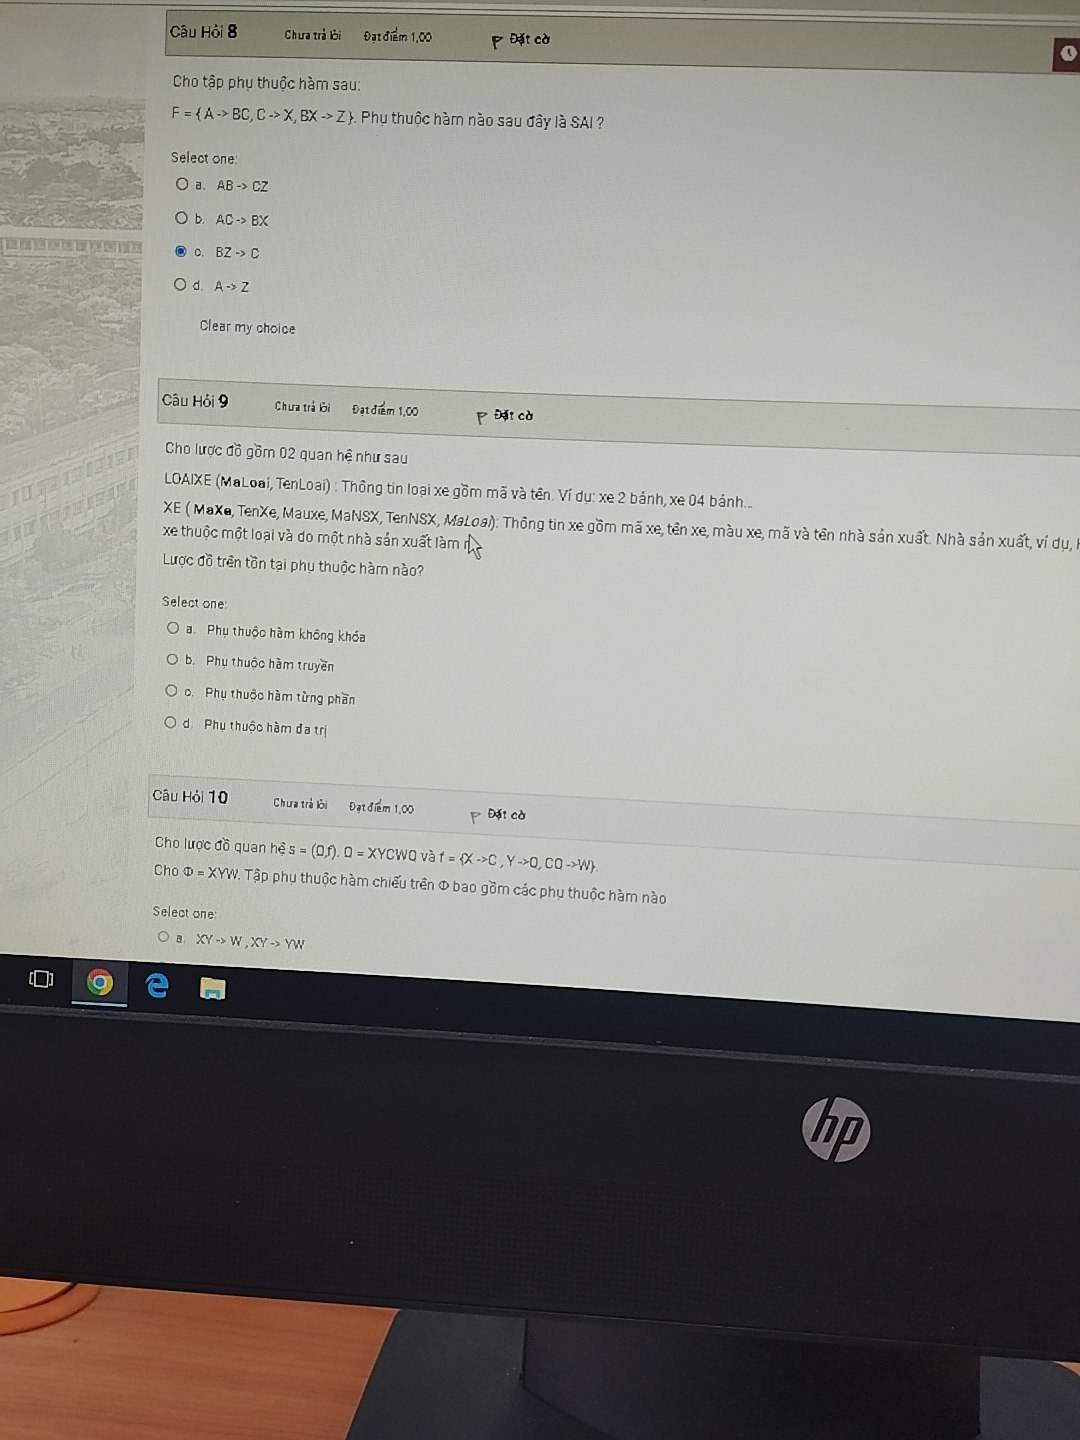 Câu Hỏi 8 Chưa trả lời Đạt điểm 1,00 Đặt cờ
Cho tập phụ thuộc hàm sau:
F = { A -> BC, C -> X, BX -> Z }. Phụ thuộc hàm nào sau đây là SAI ?
Select one:
a. AB -> CZ
b. AC -> BX
c. BZ -> C
d. A -> Z
Clear my choice
Câu Hỏi 9 Chưa trả lời Đạt điểm 1,00 Đặt cờ
Cho lược đồ gồm 02 quan hệ như sau
LOAIXE (MaLoai, TenLoai) : Thông tin loại xe gồm mã và tên. Ví dụ: xe 2 bánh, xe 04 bánh...
XE ( MaXe, TenXe, Mauxe, MaNSX, TenNSX, MaLoai): Thông tin xe gồm mã xe, tên xe, màu xe, mã và tên nhà sản xuất. Nhà sản xuất, ví dụ,
xe thuộc một loại và do một nhà sản xuất làm
Lược đồ trên tồn tại phụ thuộc hàm nào?
Select one:
a. Phụ thuộc hàm không khóa
b. Phụ thuộc hàm truyền
c. Phụ thuộc hàm từng phần
d. Phụ thuộc hàm đa trị
Câu Hỏi 10 Chưa trả lời Đạt điểm 1,00 Đặt cờ
Cho lược đồ quan hệ s = (Ω,f). Ω = XYCWQ và f = {X ->C , Y ->Q, CQ ->W}.
Cho Φ = XYW. Tập phụ thuộc hàm chiếu trên Φ bao gồm các phụ thuộc hàm nào
Select one:
a. XY -> W , XY -> YW
hp